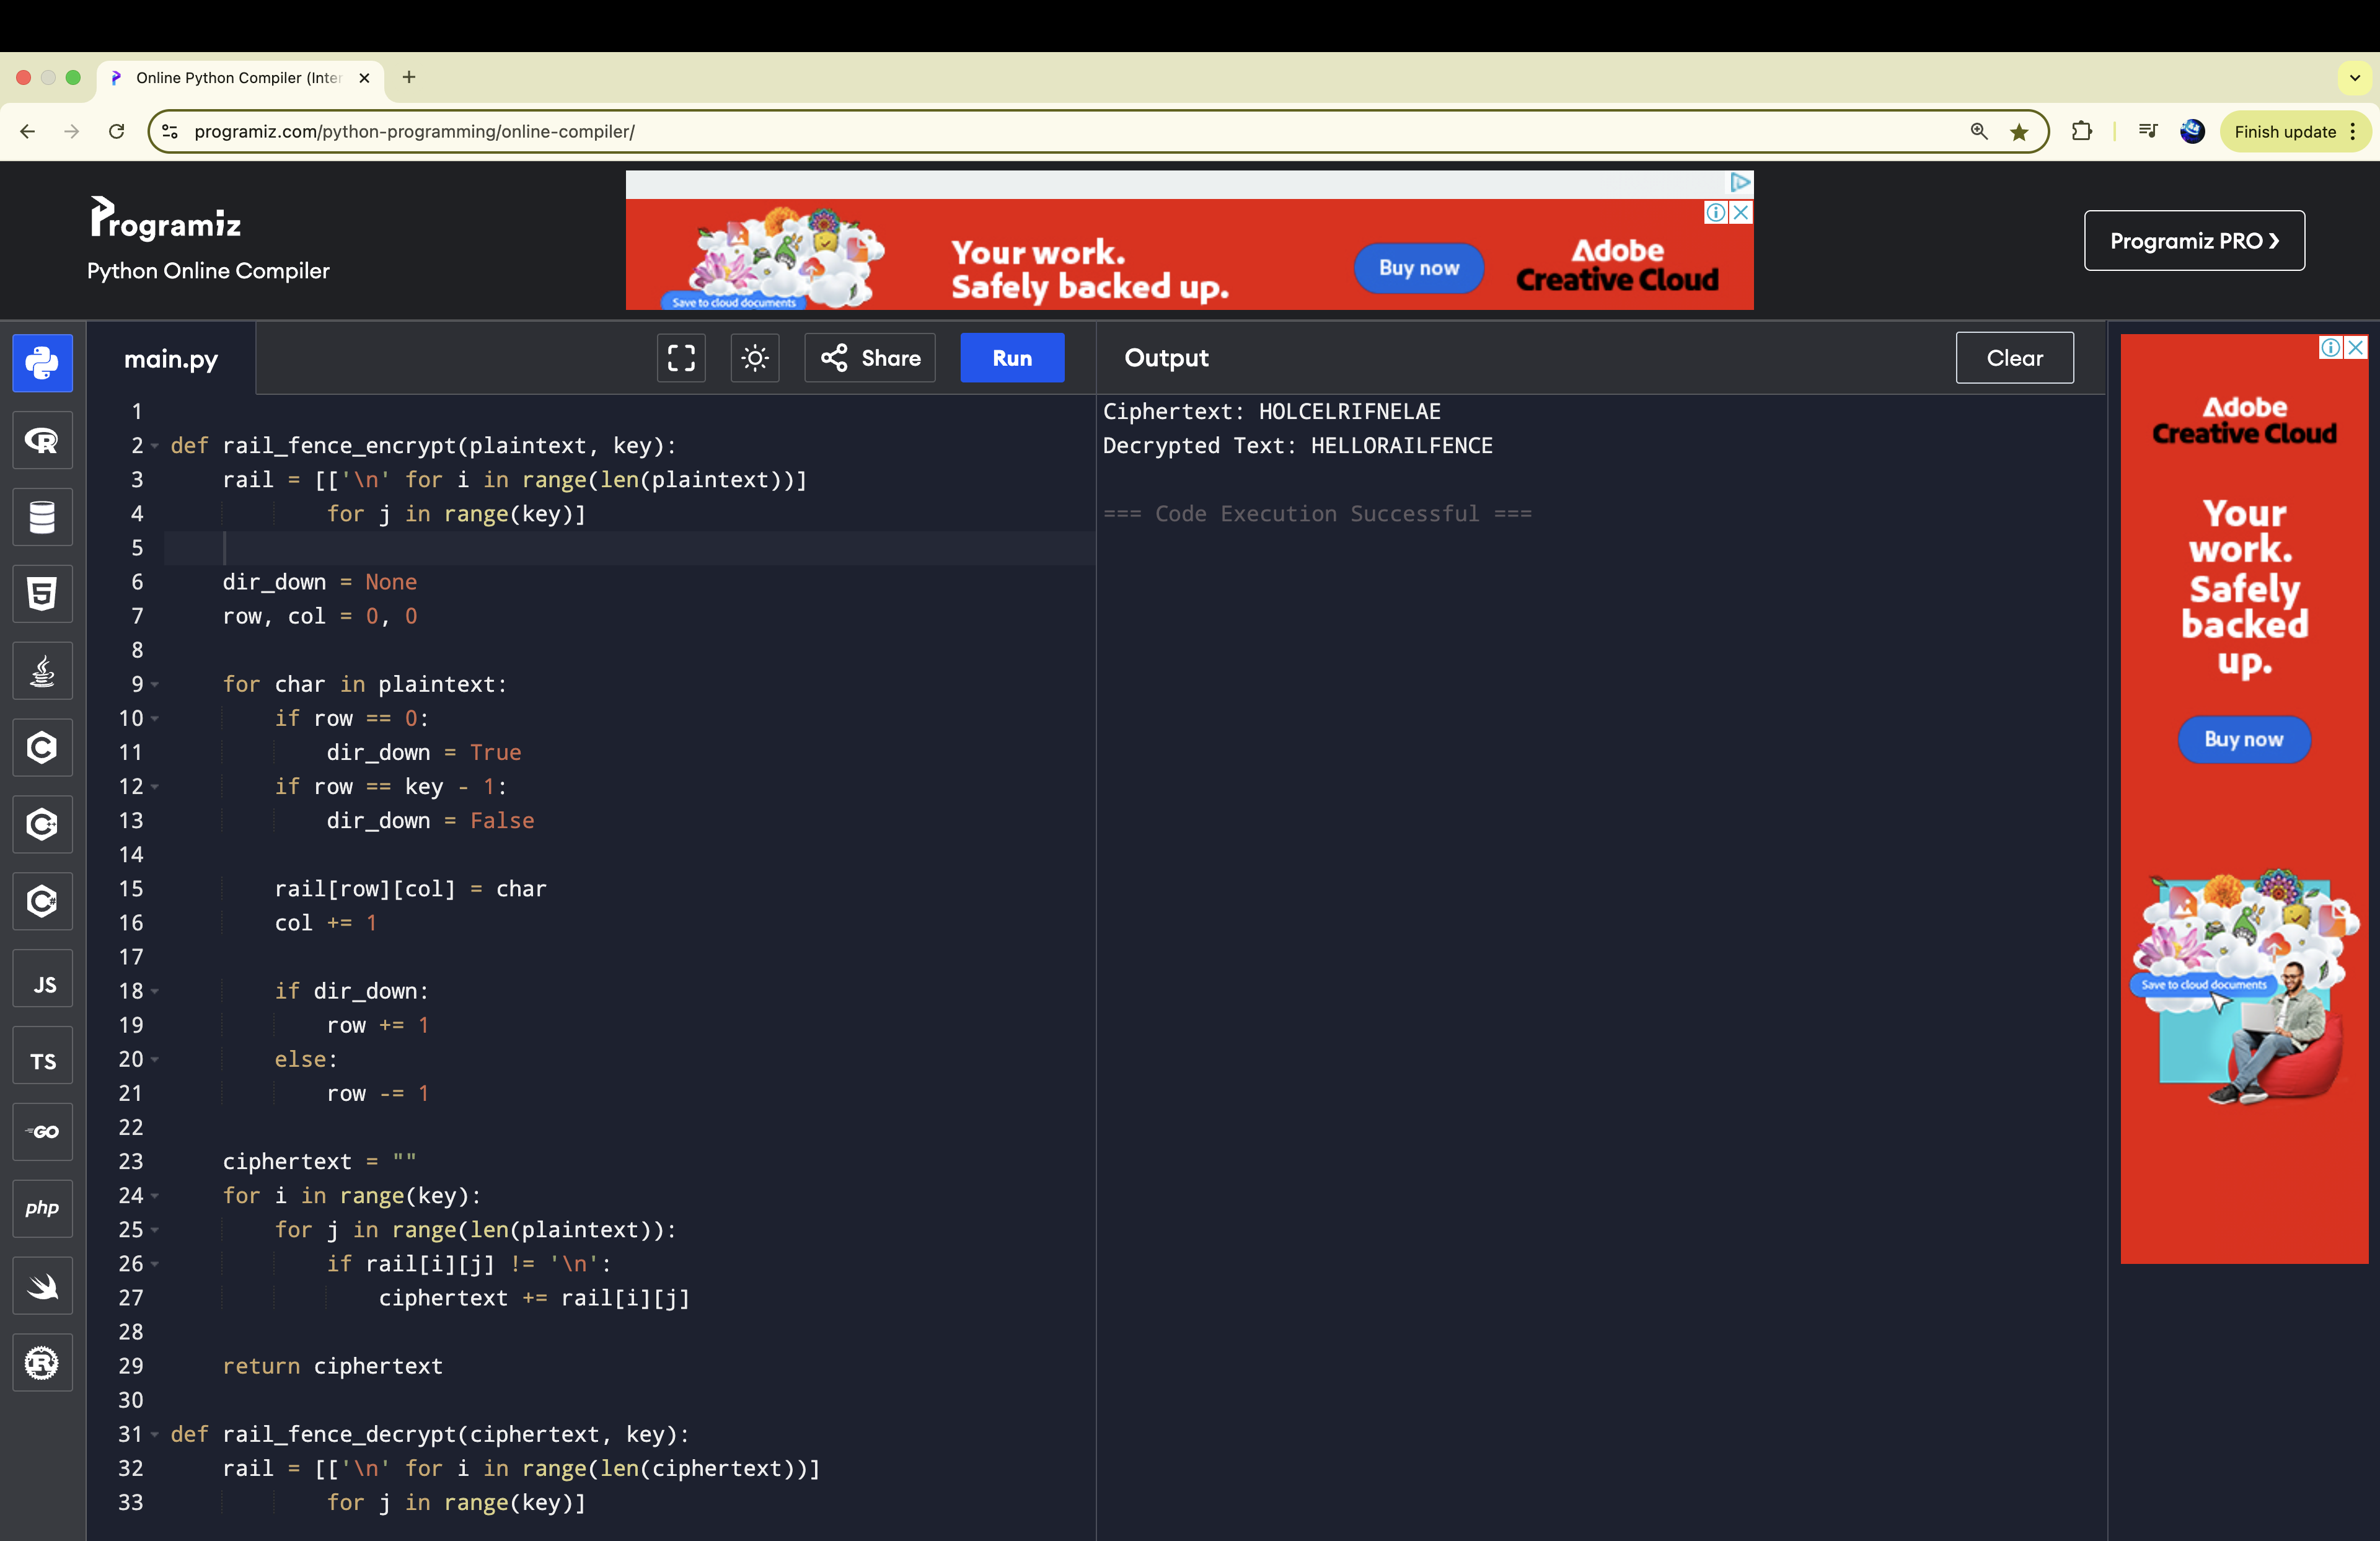 Online Python Compiler (Inter
programiz.com/python-programming/online-compiler/
Finish update
Programiz
Python Online Compiler
Save to cloud documents
Your work.
Safely backed up.
Buy now
Adobe
Creative Cloud
Programiz PRO ❯
main.py
Share
Run
Output
Clear
1
2 def rail_fence_encrypt(plaintext, key):
3     rail = [['\n' for i in range(len(plaintext))]
4             for j in range(key)]
5
6     dir_down = None
7     row, col = 0, 0
8
9     for char in plaintext:
10         if row == 0:
11             dir_down = True
12         if row == key - 1:
13             dir_down = False
14
15         rail[row][col] = char
16         col += 1
17
18         if dir_down:
19             row += 1
20         else:
21             row -= 1
22
23     ciphertext = ""
24     for i in range(key):
25         for j in range(len(plaintext)):
26             if rail[i][j] != '\n':
27                 ciphertext += rail[i][j]
28
29     return ciphertext
30
31 def rail_fence_decrypt(ciphertext, key):
32     rail = [['\n' for i in range(len(ciphertext))]
33             for j in range(key)]
Ciphertext: HOLCELRIFNELAE
Decrypted Text: HELLORAILFENCE
=== Code Execution Successful ===
R
5
C
C++
C#
JS
TS
GO
php
R
Adobe
Creative Cloud
Your
work.
Safely
backed
up.
Buy now
Save to cloud documents